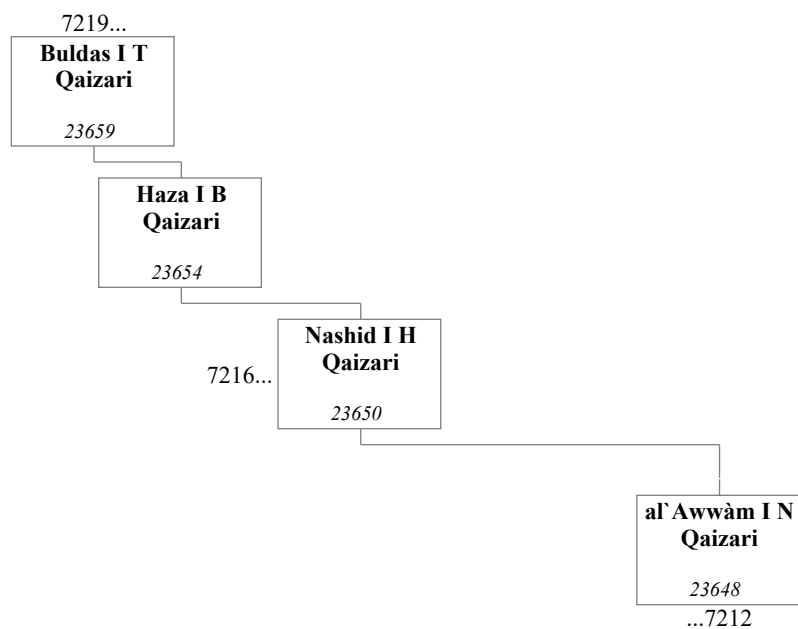 7219...
Buldas I T
Qaizari
23659
Haza I B
Qaizari
23654
Nashid I H
Qaizari
7216...
23650
al`Awwàm I N
Qaizari
23648
...7212